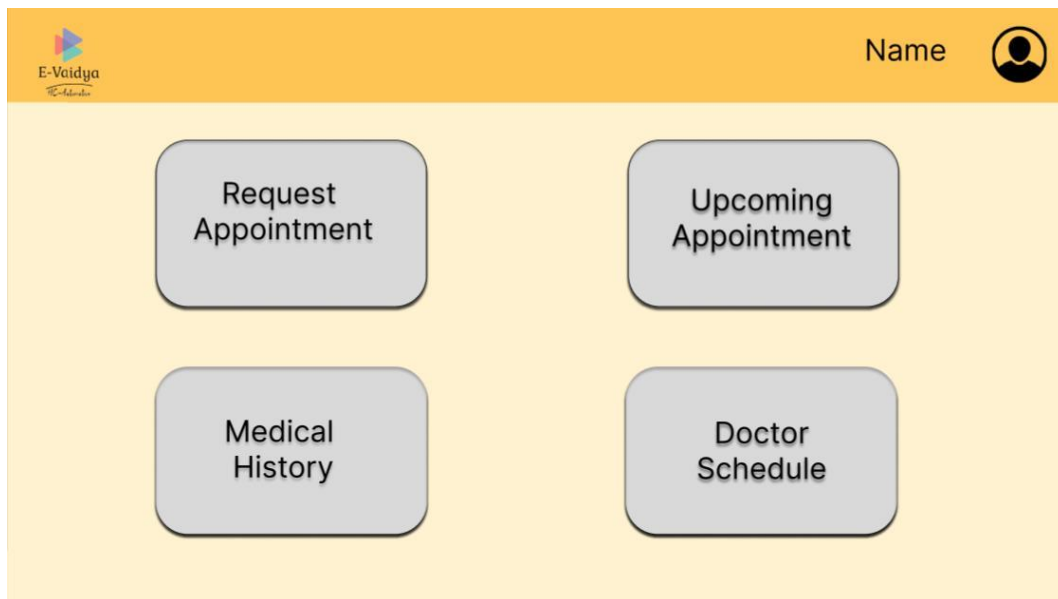 E-Vaidya
Name
Request
Appointment
Upcoming
Appointment
Medical
History
Doctor
Schedule